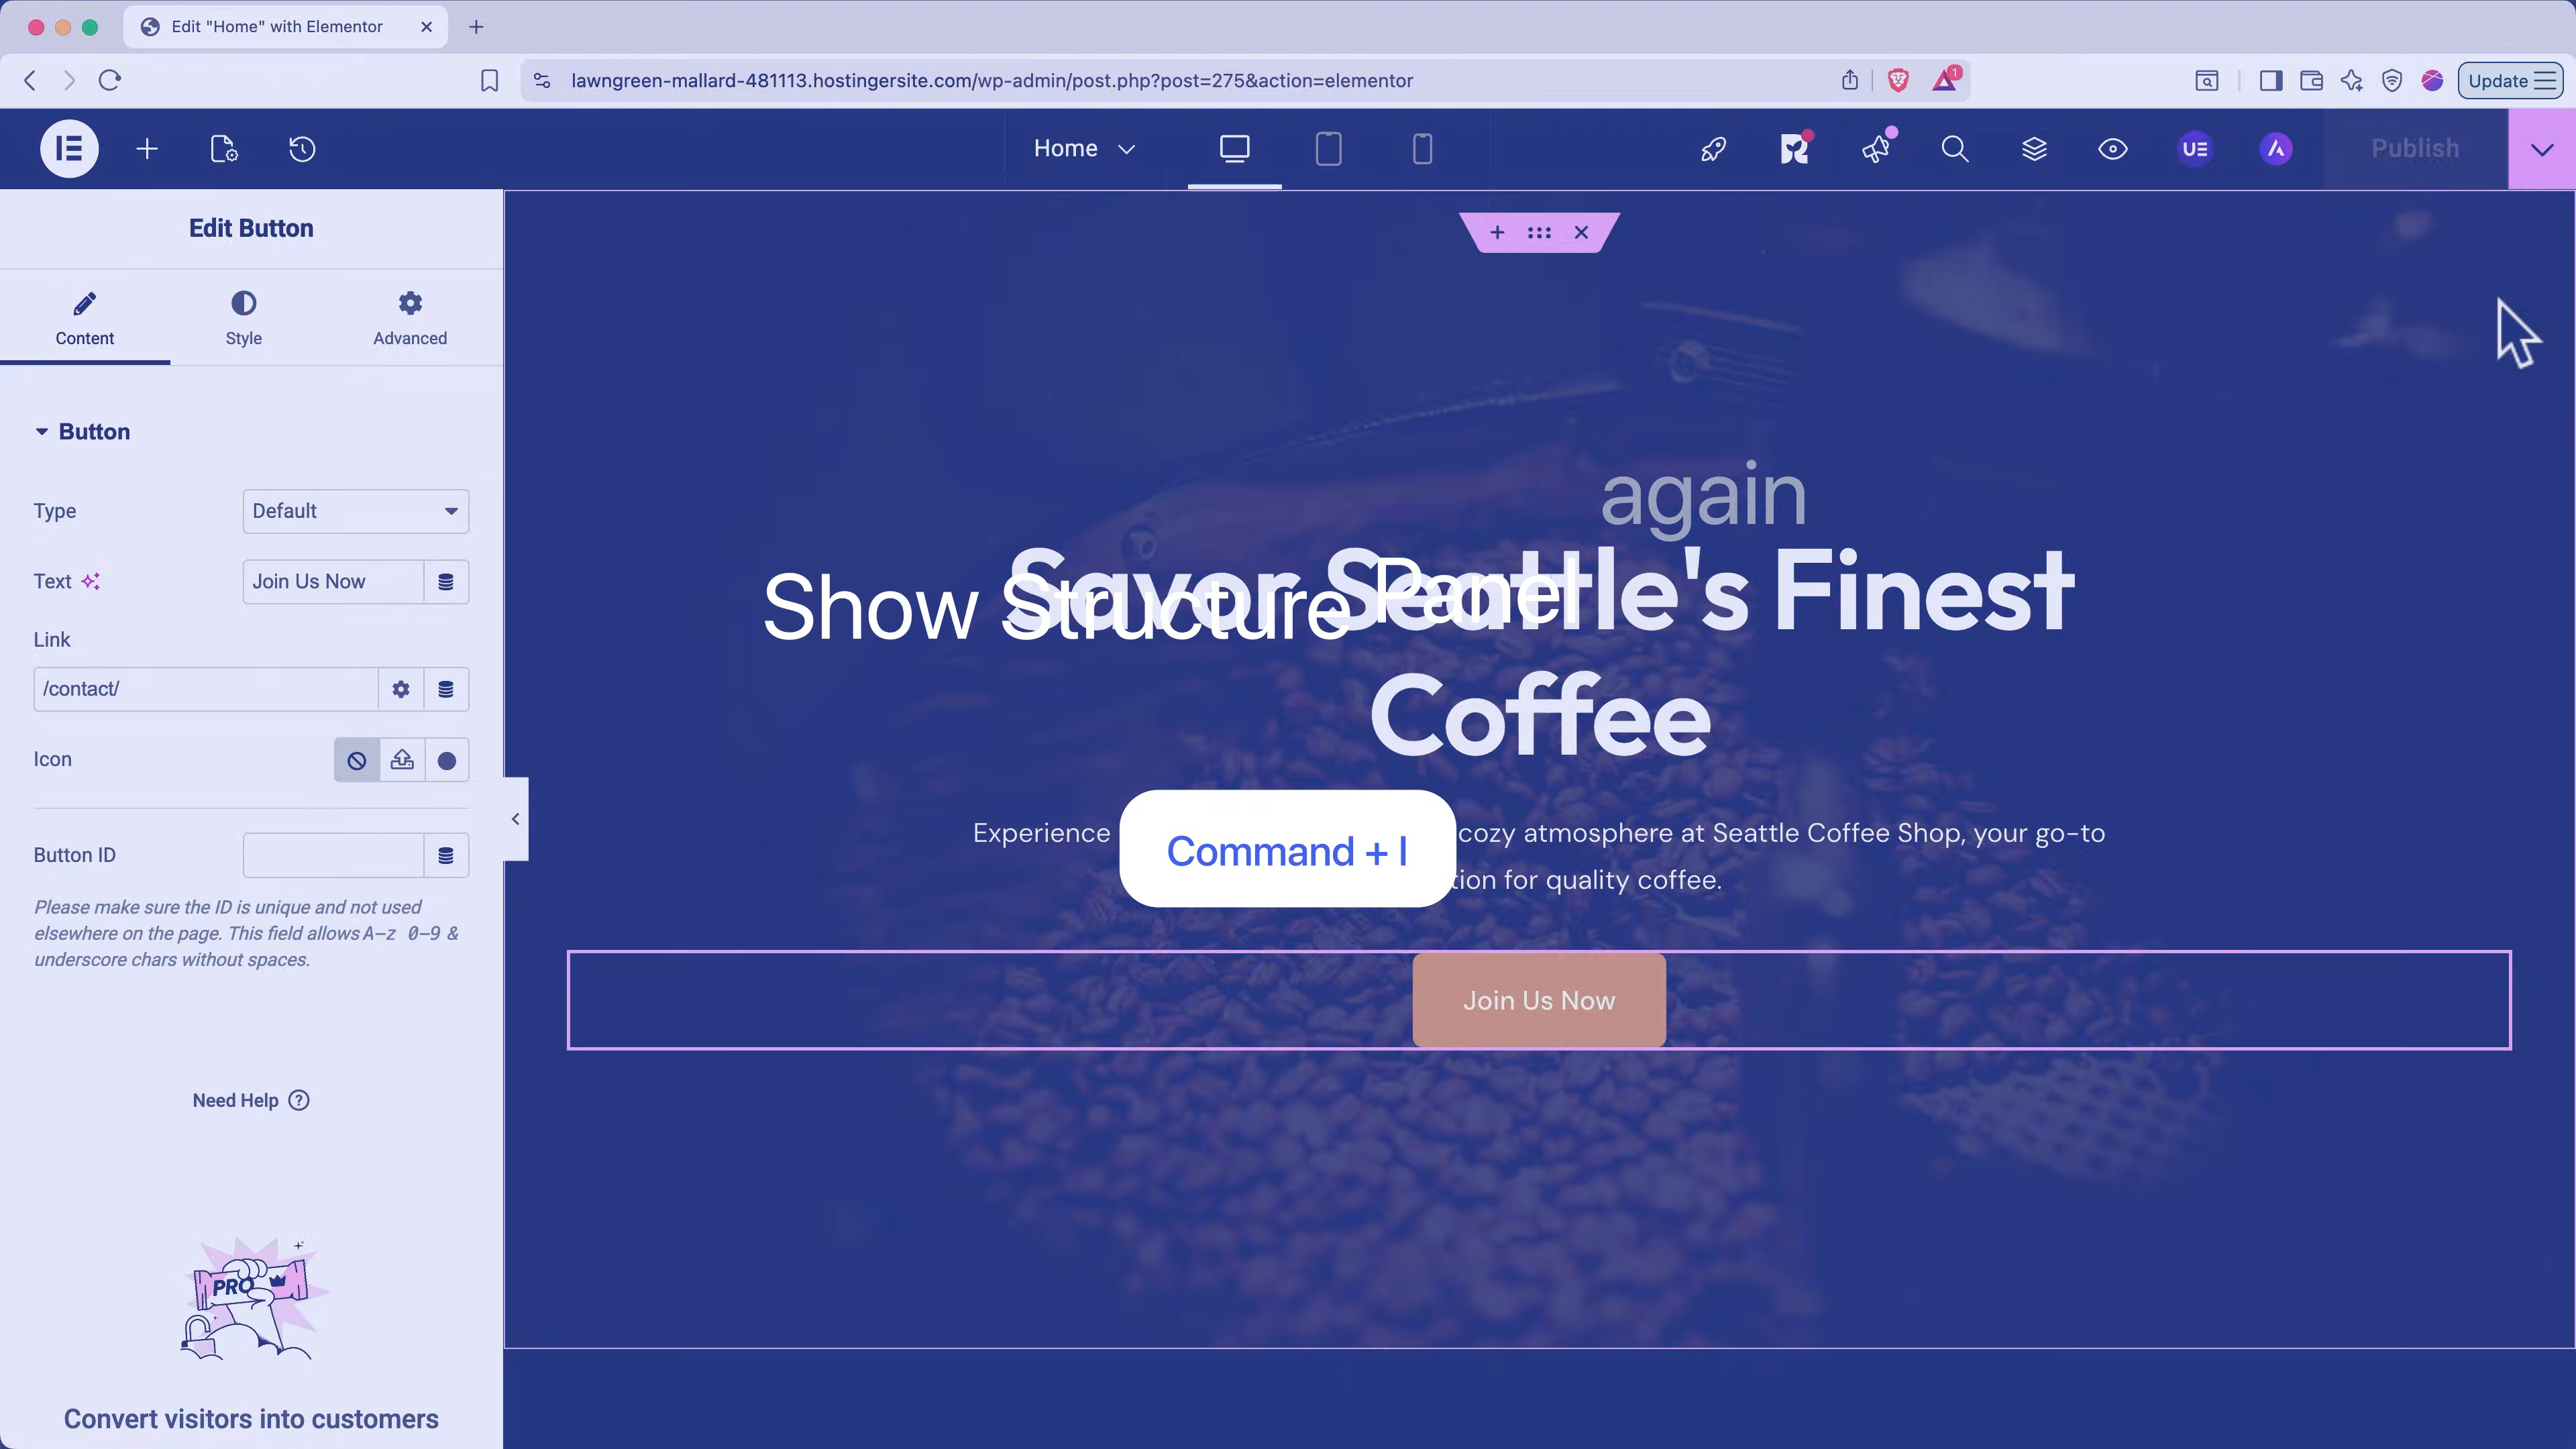 Edit "Home" with Elementor
lawngreen-mallard-481113.hostingersite.com/wp-admin/post.php?post=275&action=elementor
1
Update
Home
UE
Publish
Edit Button
Content
Style
Advanced
Button
Type
Default
Text
Join Us Now
Link
/contact/
Icon
Button ID
Please make sure the ID is unique and not used
elsewhere on the page. This field allows A–z 0–9 &
underscore chars without spaces.
Need Help
PRO
Convert visitors into customers
again
Show Structure Panel
Savor Seattle's Finest
Coffee
Command + I
Experience cozy atmosphere at Seattle Coffee Shop, your go-to
tion for quality coffee.
Join Us Now